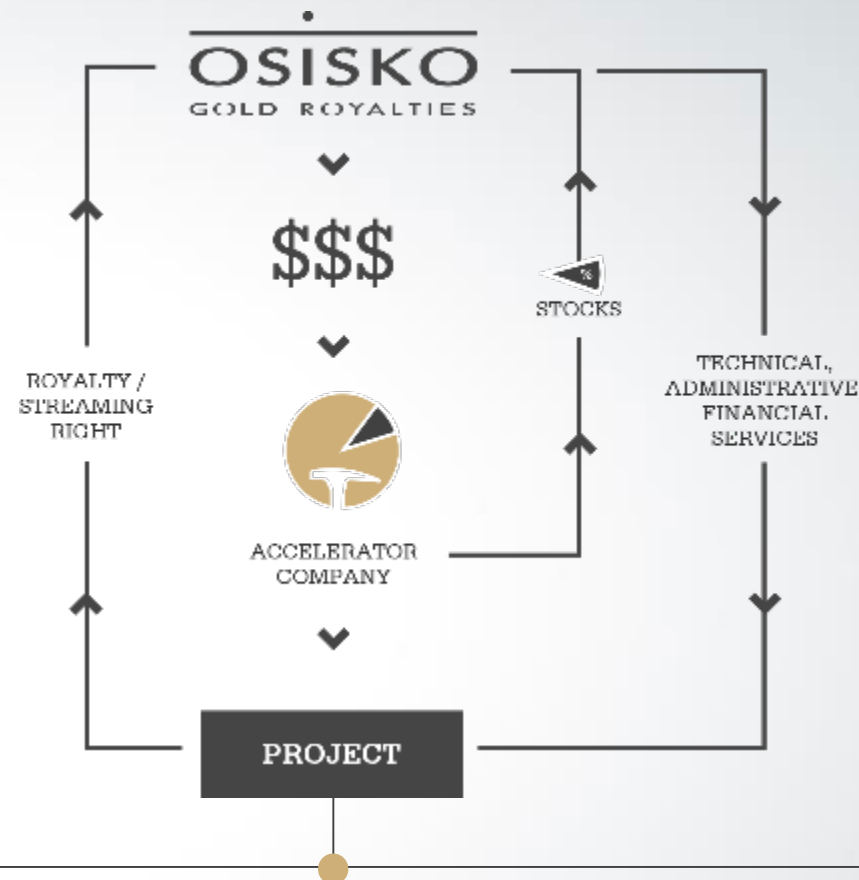 OSISKO
GOLD ROYALTIES
$$$
%
STOCKS
ROYALTY /
STREAMING
RIGHT
TECHNICAL,
ADMINISTRATIVE
FINANCIAL
SERVICES
ACCELERATOR
COMPANY
PROJECT